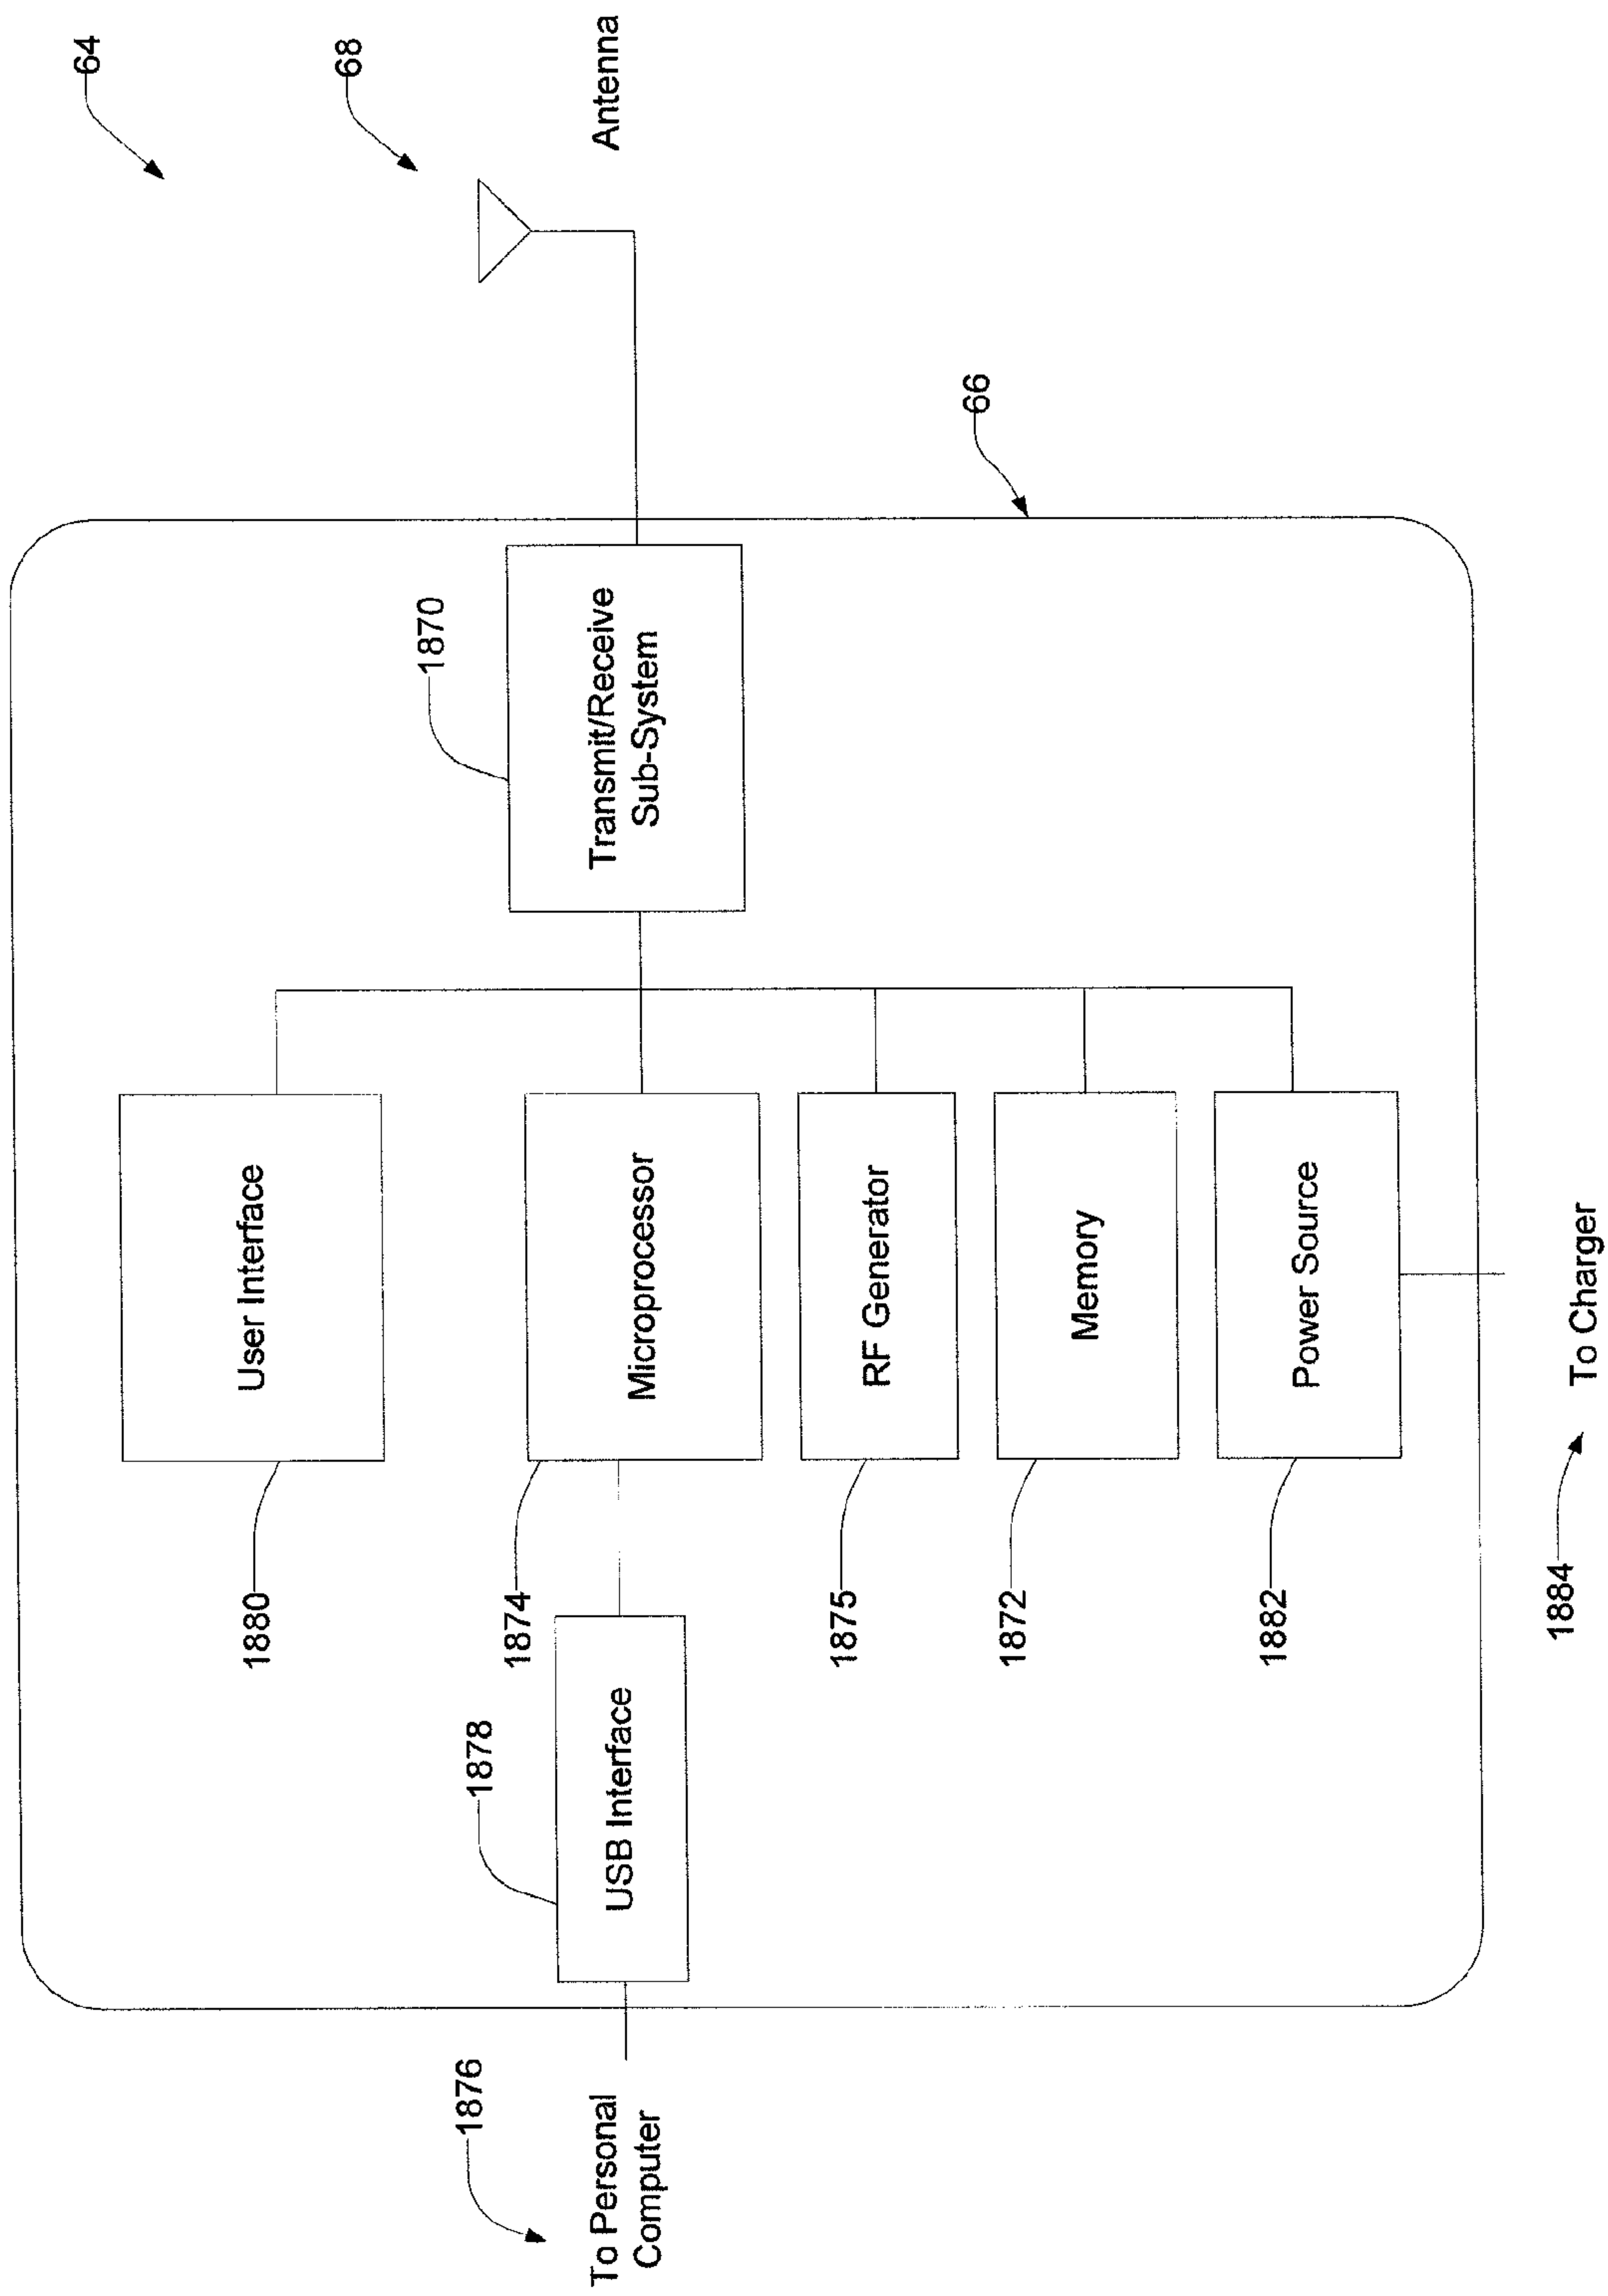 64
68
Antenna
66
1870
Transmit/Receive
Sub-System
User Interface
1880
Microprocessor
1874
RF Generator
1875
Memory
1872
Power Source
1882
USB Interface
1878
1876
To Personal
Computer
1884
To Charger